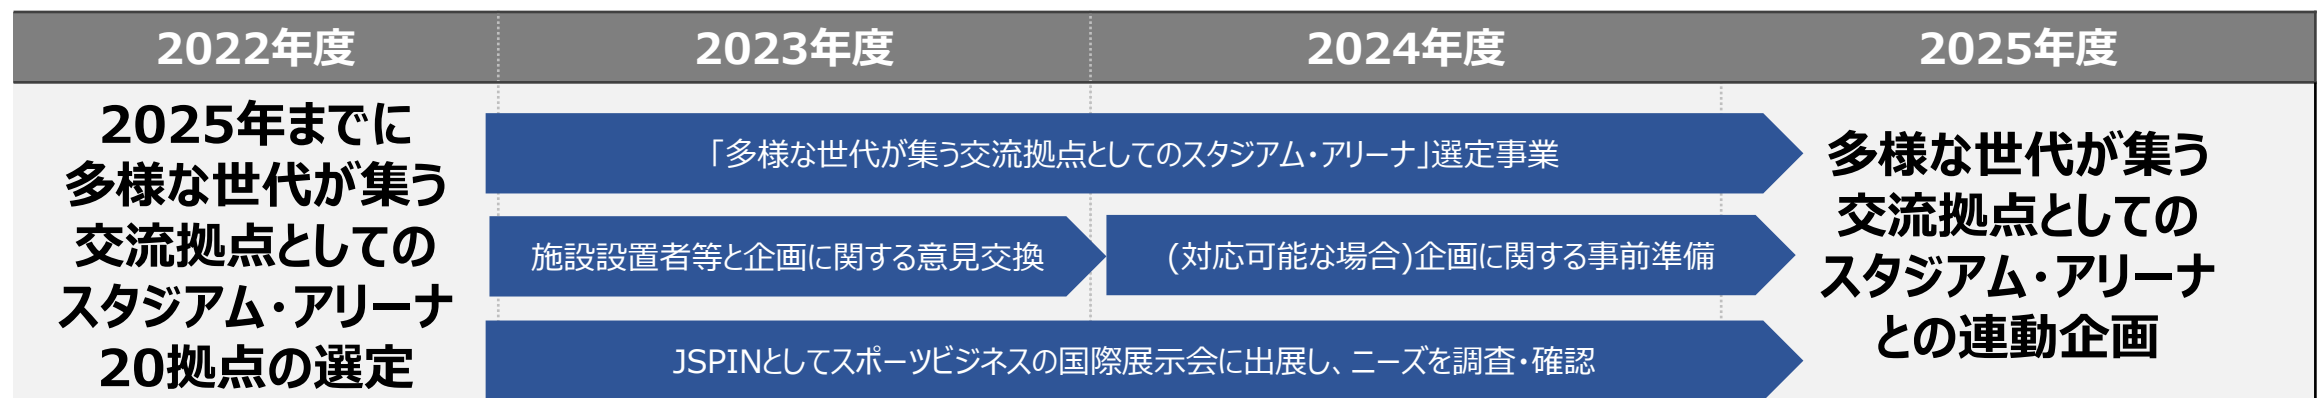 2022年度
2023年度
2024年度
2025年度
2025年までに
多様な世代が集う
交流拠点としての
スタジアム・アリーナ
20拠点の選定
「多様な世代が集う交流拠点としてのスタジアム・アリーナ」選定事業
施設設置者等と企画に関する意見交換
(対応可能な場合)企画に関する事前準備
JSPINとしてスポーツビジネスの国際展示会に出展し、ニーズを調査・確認
多様な世代が集う
交流拠点としての
スタジアム・アリーナ
との連動企画